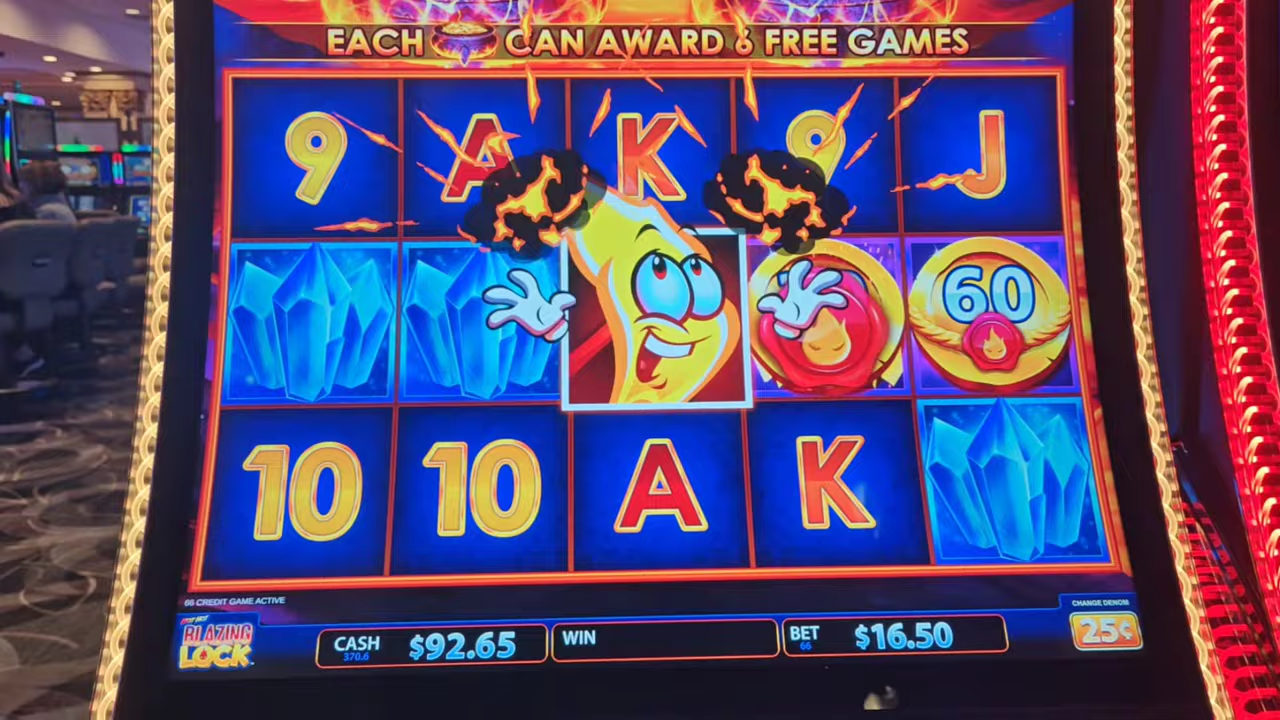 EACH CAN AWARD 6 FREE GAMES
9 A K 9 J
60
10 10 A K
66 CREDIT GAME ACTIVE
CHANGE DENOM
BLAZING
LOCK
CASH $92.65
370.6
WIN
BET $16.50
66
25¢